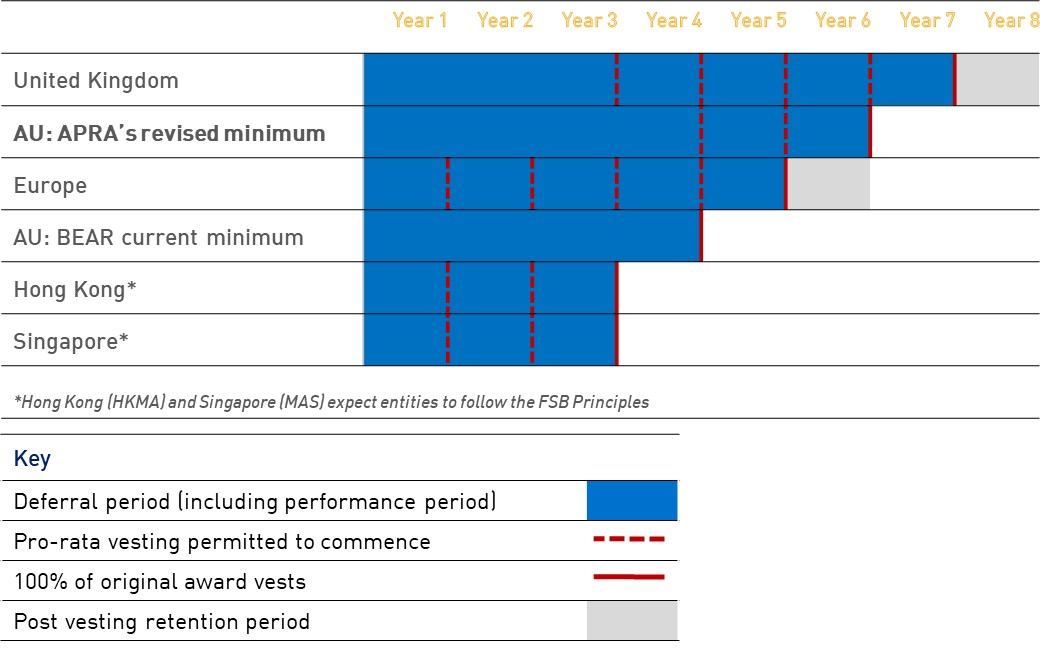 Year 1 Year 2 Year 3 Year 4 Year 5 Year 6 Year 7 Year 8
United Kingdom
AU: APRA's revised minimum
Europe
AU: BEAR current minimum
Hong Kong*
Singapore*
*Hong Kong (HKMA) and Singapore (MAS) expect entities to follow the FSB Principles
Key
Deferral period (including performance period)
Pro-rata vesting permitted to commence
100% of original award vests
Post vesting retention period